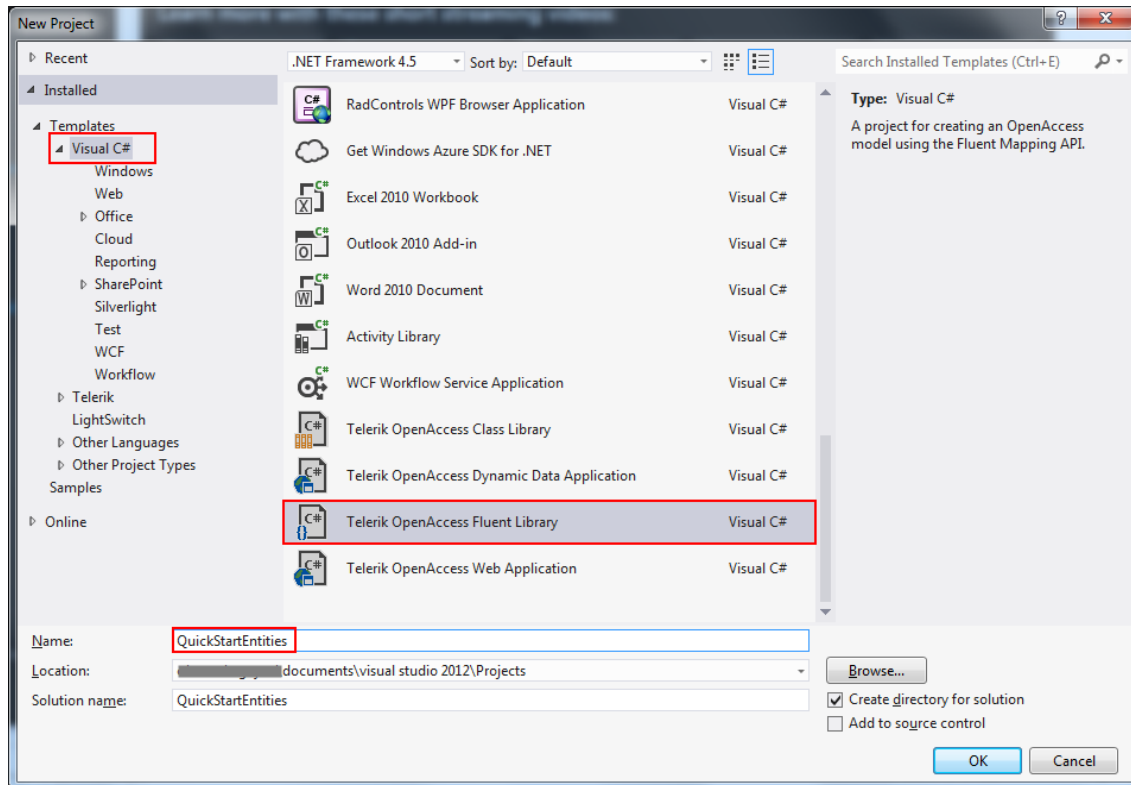 New Project
Recent
Installed
Templates
Visual C#
Windows
Web
Office
Cloud
Reporting
SharePoint
Silverlight
Test
WCF
Workflow
Telerik
LightSwitch
Other Languages
Other Project Types
Samples
Online
.NET Framework 4.5 Sort by: Default
RadControls WPF Browser Application Visual C#
Get Windows Azure SDK for .NET Visual C#
Excel 2010 Workbook Visual C#
Outlook 2010 Add-in Visual C#
Word 2010 Document Visual C#
Activity Library Visual C#
WCF Workflow Service Application Visual C#
Telerik OpenAccess Class Library Visual C#
Telerik OpenAccess Dynamic Data Application Visual C#
Telerik OpenAccess Fluent Library Visual C#
Telerik OpenAccess Web Application Visual C#
Search Installed Templates (Ctrl+E)
Type: Visual C#
A project for creating an OpenAccess
model using the Fluent Mapping API.
Name: QuickStartEntities
Location: documents\visual studio 2012\Projects
Browse...
Solution name: QuickStartEntities
Create directory for solution
Add to source control
OK Cancel